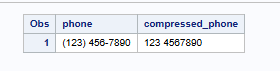 Obs phone compressed_phone
1 (123) 456-7890 123 4567890